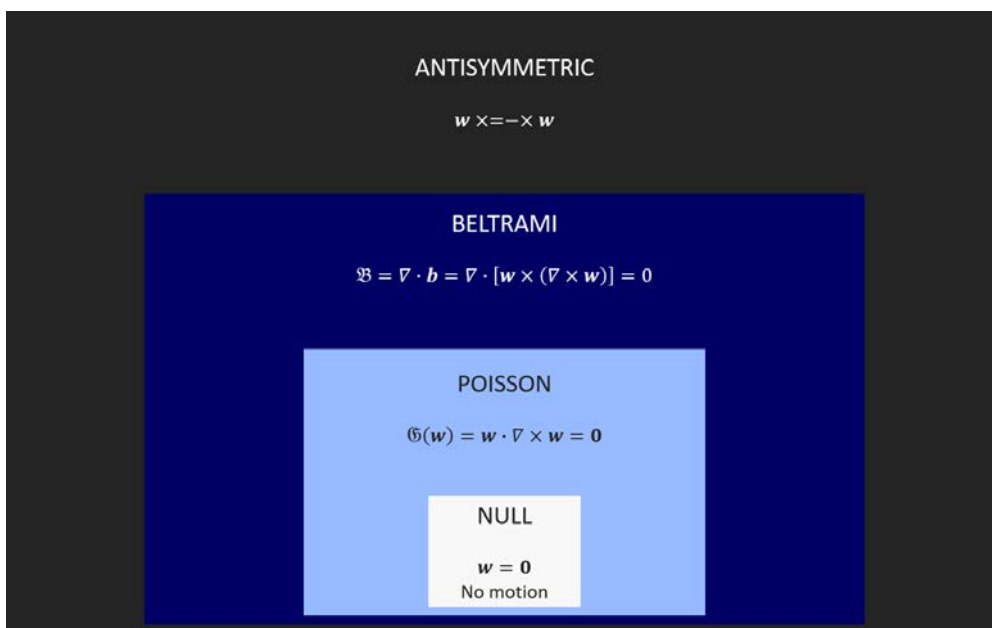 ANTISYMMETRIC
𝒘 ×=−× 𝒘
BELTRAMI
𝔅 = ∇ ⋅ 𝒃 = ∇ ⋅ [𝒘 × (∇ × 𝒘)] = 0
POISSON
𝔊(𝒘) = 𝒘 ⋅ ∇ × 𝒘 = 𝟎
NULL
𝒘 = 𝟎
No motion